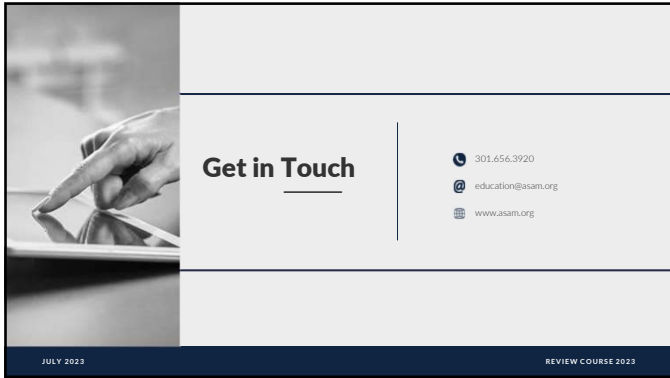 Get in Touch
301.656.3920
education@asam.org
www.asam.org
JULY 2023
REVIEW COURSE 2023